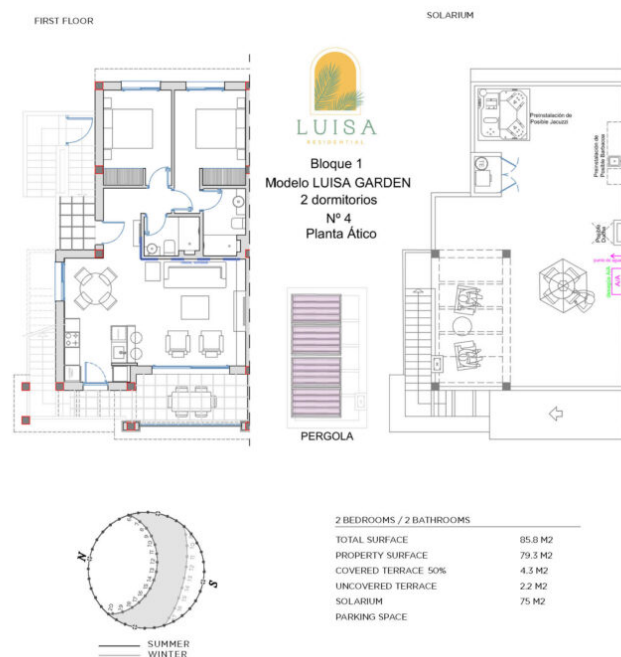 FIRST FLOOR
SOLARIUM
LUISA
RESIDENTIAL
Bloque 1
Modelo LUISA GARDEN
2 dormitorios
Nº 4
Planta Ático
PERGOLA
Preinstalación de
Posible Jacuzzi
Preinstalación de
Posible Barbacoa
N
S
SUMMER
WINTER
2 BEDROOMS / 2 BATHROOMS
TOTAL SURFACE 85.8 M2
PROPERTY SURFACE 79.3 M2
COVERED TERRACE 50% 4.3 M2
UNCOVERED TERRACE 2.2 M2
SOLARIUM 75 M2
PARKING SPACE